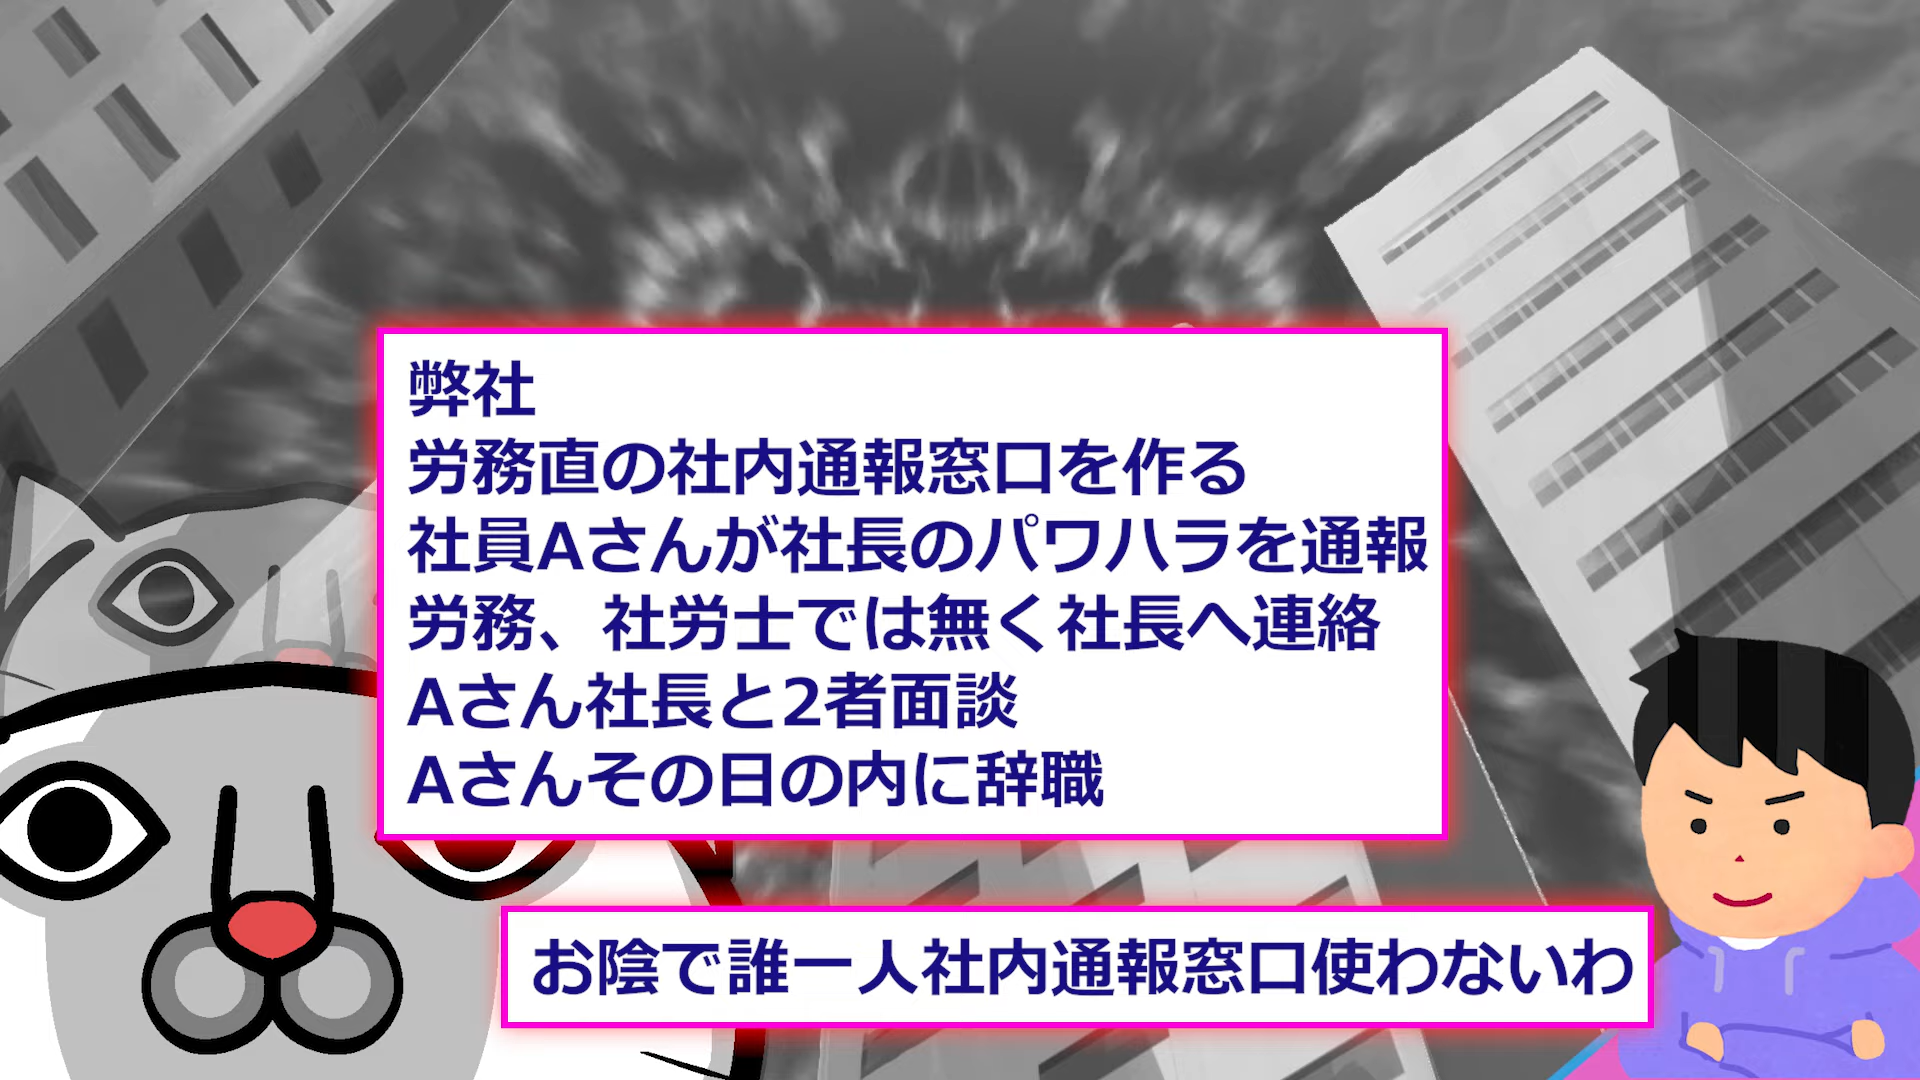 弊社
労務直の社内通報窓口を作る
社員Aさんが社長のパワハラを通報
労務、社労士では無く社長へ連絡
Aさん社長と2者面談
Aさんその日の内に辞職
お陰で誰一人社内通報窓口使わないわ